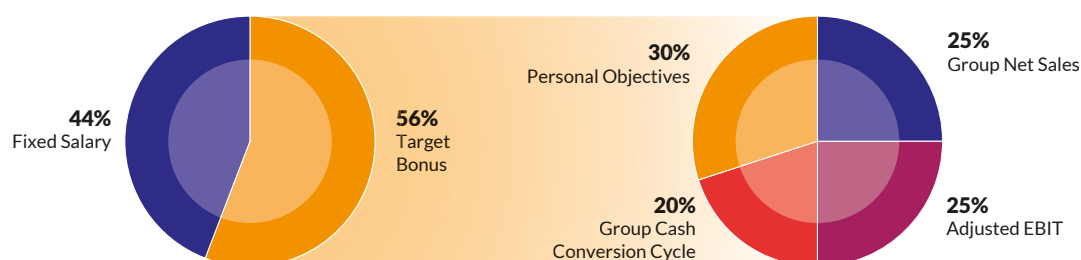 44%
Fixed Salary
56%
Target
Bonus
30%
Personal Objectives
25%
Group Net Sales
20%
Group Cash
Conversion Cycle
25%
Adjusted EBIT